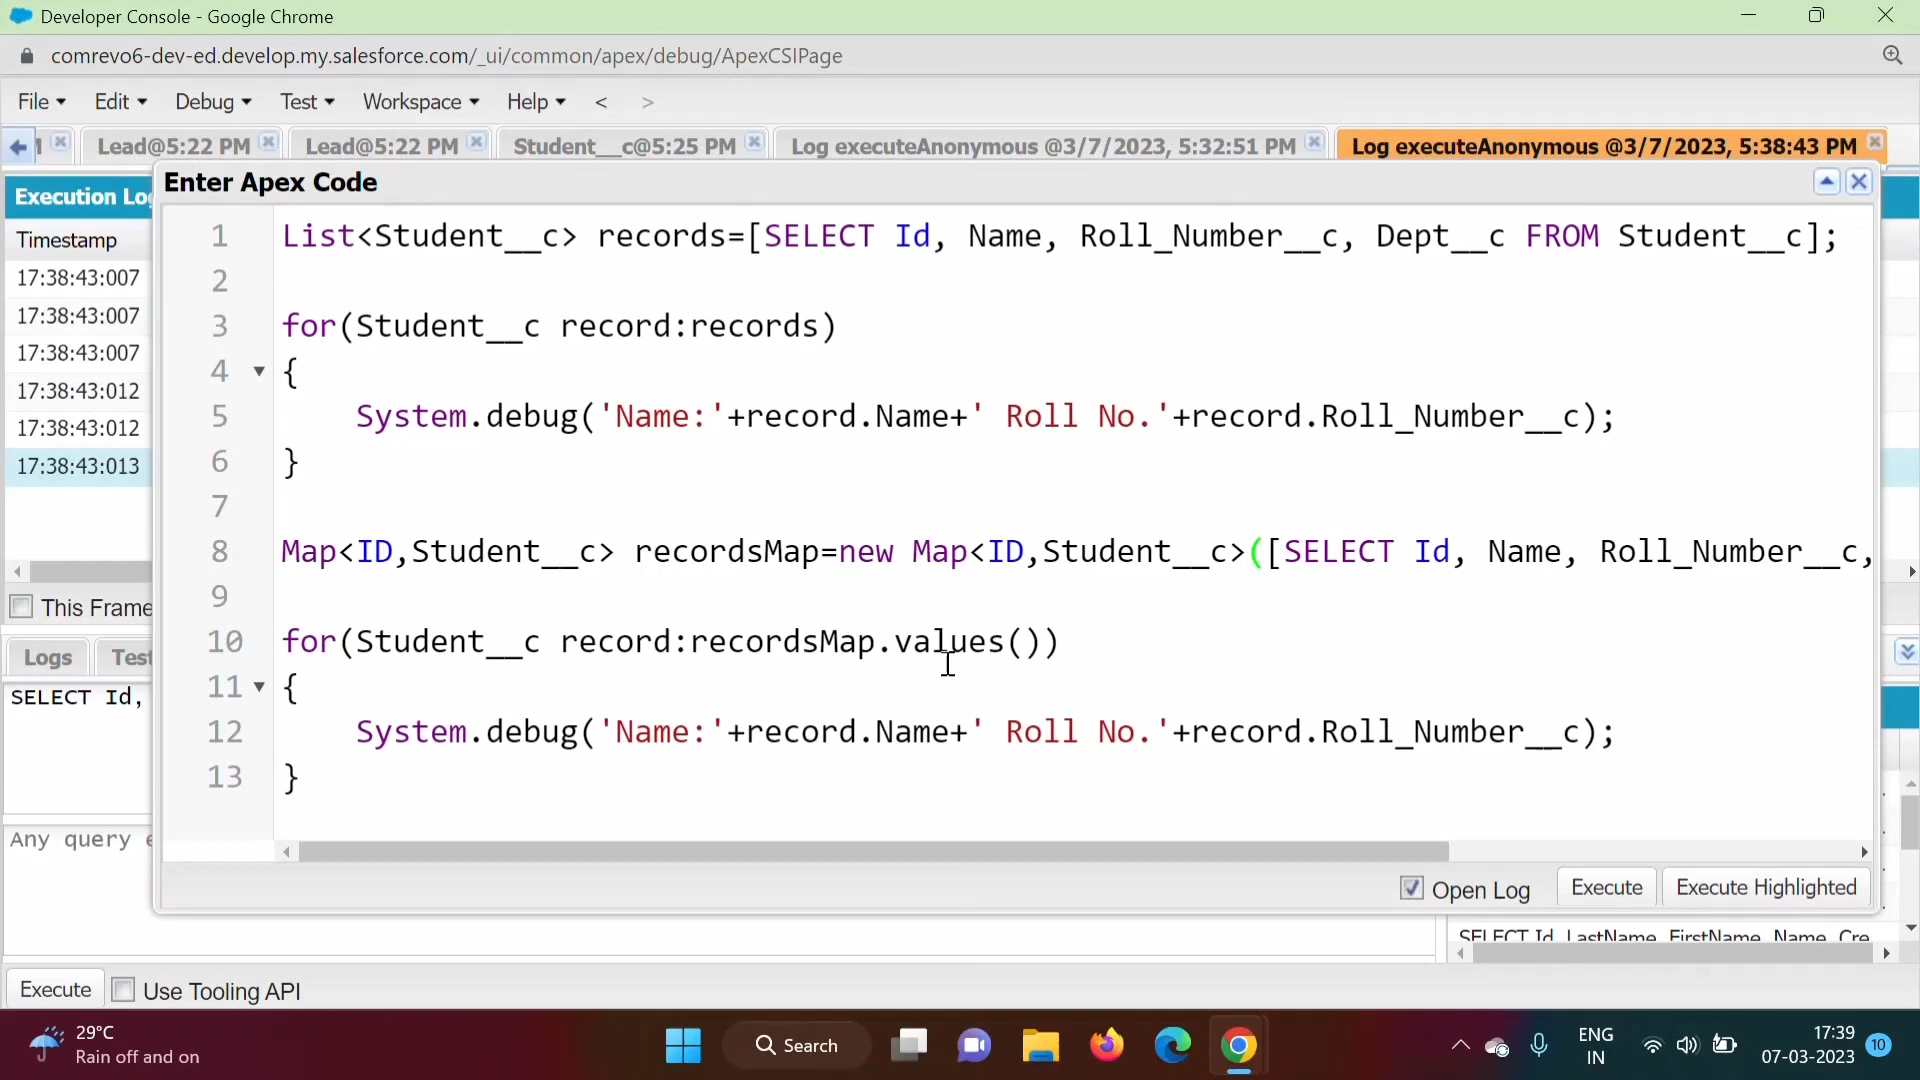 Developer Console - Google Chrome
comrevo6-dev-ed.develop.my.salesforce.com/_ui/common/apex/debug/ApexCSIPage
File Edit Debug Test Workspace Help < >
Lead@5:22 PM Lead@5:22 PM Student__c@5:25 PM Log executeAnonymous @3/7/2023, 5:32:51 PM Log executeAnonymous @3/7/2023, 5:38:43 PM
Execution Log
Enter Apex Code
Timestamp
17:38:43:007
17:38:43:007
17:38:43:007
17:38:43:012
17:38:43:012
17:38:43:013
1 List<Student__c> records=[SELECT Id, Name, Roll_Number__c, Dept__c FROM Student__c];
2
3 for(Student__c record:records)
4 {
5 System.debug('Name:'+record.Name+' Roll No.'+record.Roll_Number__c);
6 }
7
8 Map<ID,Student__c> recordsMap=new Map<ID,Student__c>([SELECT Id, Name, Roll_Number__c,
9
10 for(Student__c record:recordsMap.values())
11 {
12 System.debug('Name:'+record.Name+' Roll No.'+record.Roll_Number__c);
13 }
This Frame
Logs Test
SELECT Id,
Any query e
Open Log Execute Execute Highlighted
SELECT Id, LastName, FirstName, Name, Cre
Execute Use Tooling API
29°C
Rain off and on
Search
ENG
IN
17:39
07-03-2023
10